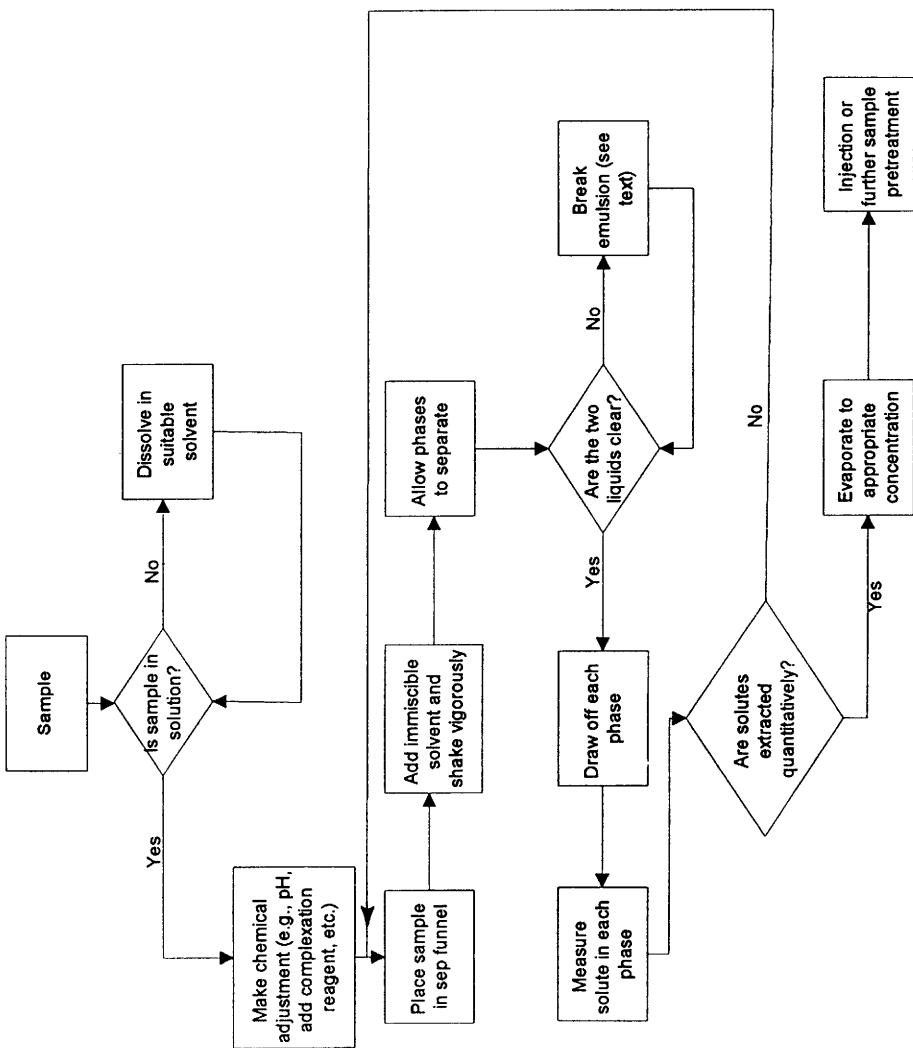 Sample
Is sample in
solution?
No
Dissolve in
suitable
solvent
Yes
Make chemical
adjustment (e.g., pH,
add complexation
reagent, etc.)
Place sample
in sep funnel
Add immiscible
solvent and
shake vigorously
Allow phases
to separate
Are the two
liquids clear?
No
Break
emulsion (see
text)
Yes
Draw off each
phase
Measure
solute in each
phase
Are solutes
extracted
quantitatively?
No
Yes
Evaporate to
appropriate
concentration
Injection or
further sample
pretreatment